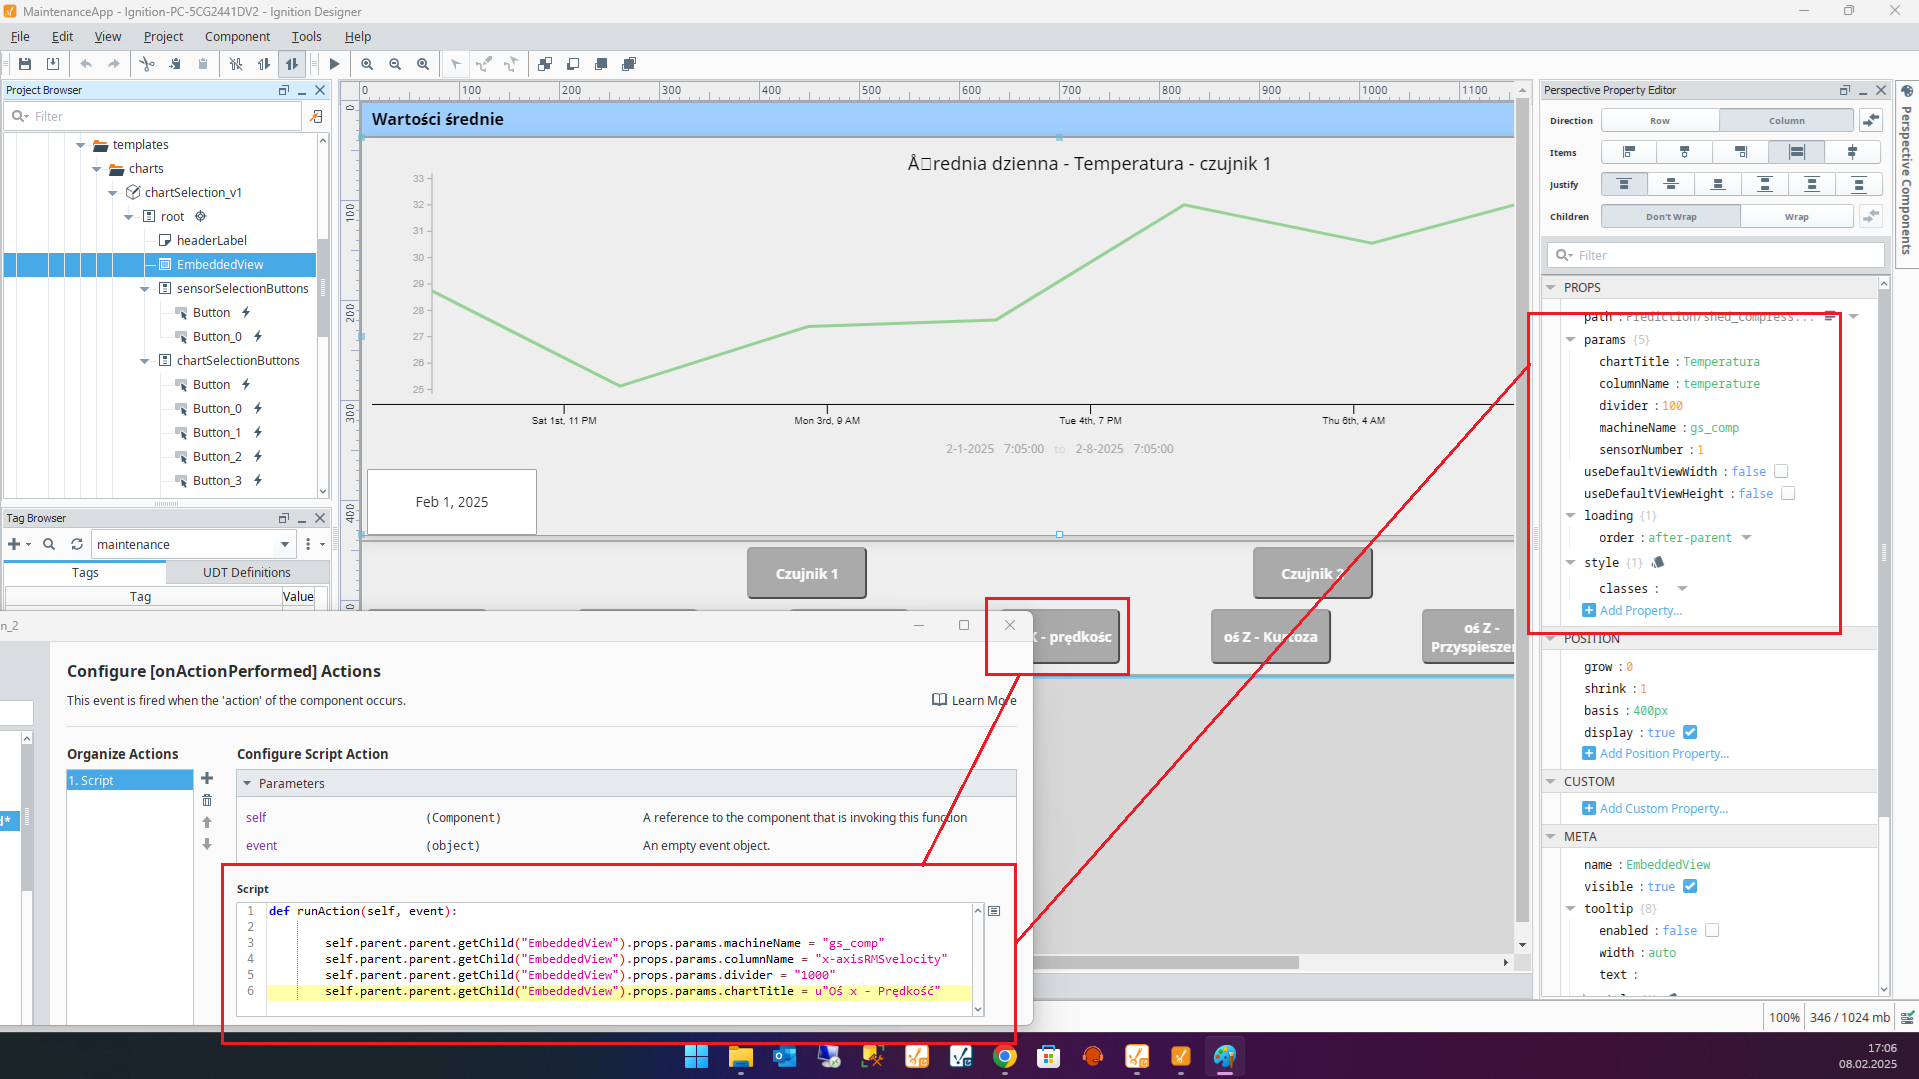 MaintenanceApp - Ignition-PC-5CG2441DV2 - Ignition Designer
File Edit View Project Component Tools Help
Project Browser
Filter
templates
charts
chartSelection_v1
root
headerLabel
EmbeddedView
sensorSelectionButtons
Button
Button_0
chartSelectionButtons
Button
Button_0
Button_1
Button_2
Button_3
Tag Browser
maintenance
Tags UDT Definitions
Tag Value
0 100 200 300 400 500 600 700 800 900 1000 1100
0
100
200
300
400
Wartości średnie
Å□rednia dzienna - Temperatura - czujnik 1
33
32
31
30
29
28
27
26
25
Sat 1st, 11 PM Mon 3rd, 9 AM Tue 4th, 7 PM Thu 6th, 4 AM
2-1-2025 7:05:00 to 2-8-2025 7:05:00
Feb 1, 2025
Czujnik 1 Czujnik 2
- prędkośc oś Z - Kurtoza oś Z -
Przyspieszen
n_2
Configure [onActionPerformed] Actions
This event is fired when the 'action' of the component occurs.
Learn More
Organize Actions
1. Script
Configure Script Action
Parameters
self (Component) A reference to the component that is invoking this function
event (object) An empty event object.
Script
1 def runAction(self, event):
2
3 self.parent.parent.getChild("EmbeddedView").props.params.machineName = "gs_comp"
4 self.parent.parent.getChild("EmbeddedView").props.params.columnName = "x-axisRMSvelocity"
5 self.parent.parent.getChild("EmbeddedView").props.params.divider = "1000"
6 self.parent.parent.getChild("EmbeddedView").props.params.chartTitle = u"Oś x - Prędkość"
Perspective Property Editor
Direction Row Column
Items
Justify
Children Don't Wrap Wrap
Filter
PROPS
path : Prediction/shed_compress...
params {5}
chartTitle : Temperatura
columnName : temperature
divider : 100
machineName : gs_comp
sensorNumber : 1
useDefaultViewWidth : false
useDefaultViewHeight : false
loading {1}
order : after-parent
style {1}
classes :
Add Property...
POSITION
grow : 0
shrink : 1
basis : 400px
display : true
Add Position Property...
CUSTOM
Add Custom Property...
META
name : EmbeddedView
visible : true
tooltip {8}
enabled : false
width : auto
text :
Perspective Components
100% 346 / 1024 mb
17:06
08.02.2025